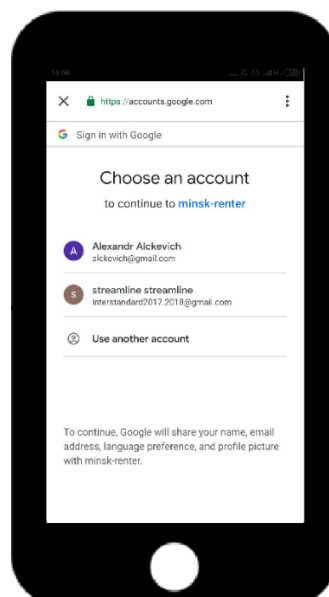 15:06
https://accounts.google.com
G Sign in with Google
Choose an account
to continue to minsk-renter
A Alexandr Alckevich
alckevich@gmail.com
s streamline streamline
interstandard2017.2018@gmail.com
Use another account
To continue, Google will share your name, email
address, language preference, and profile picture
with minsk-renter.